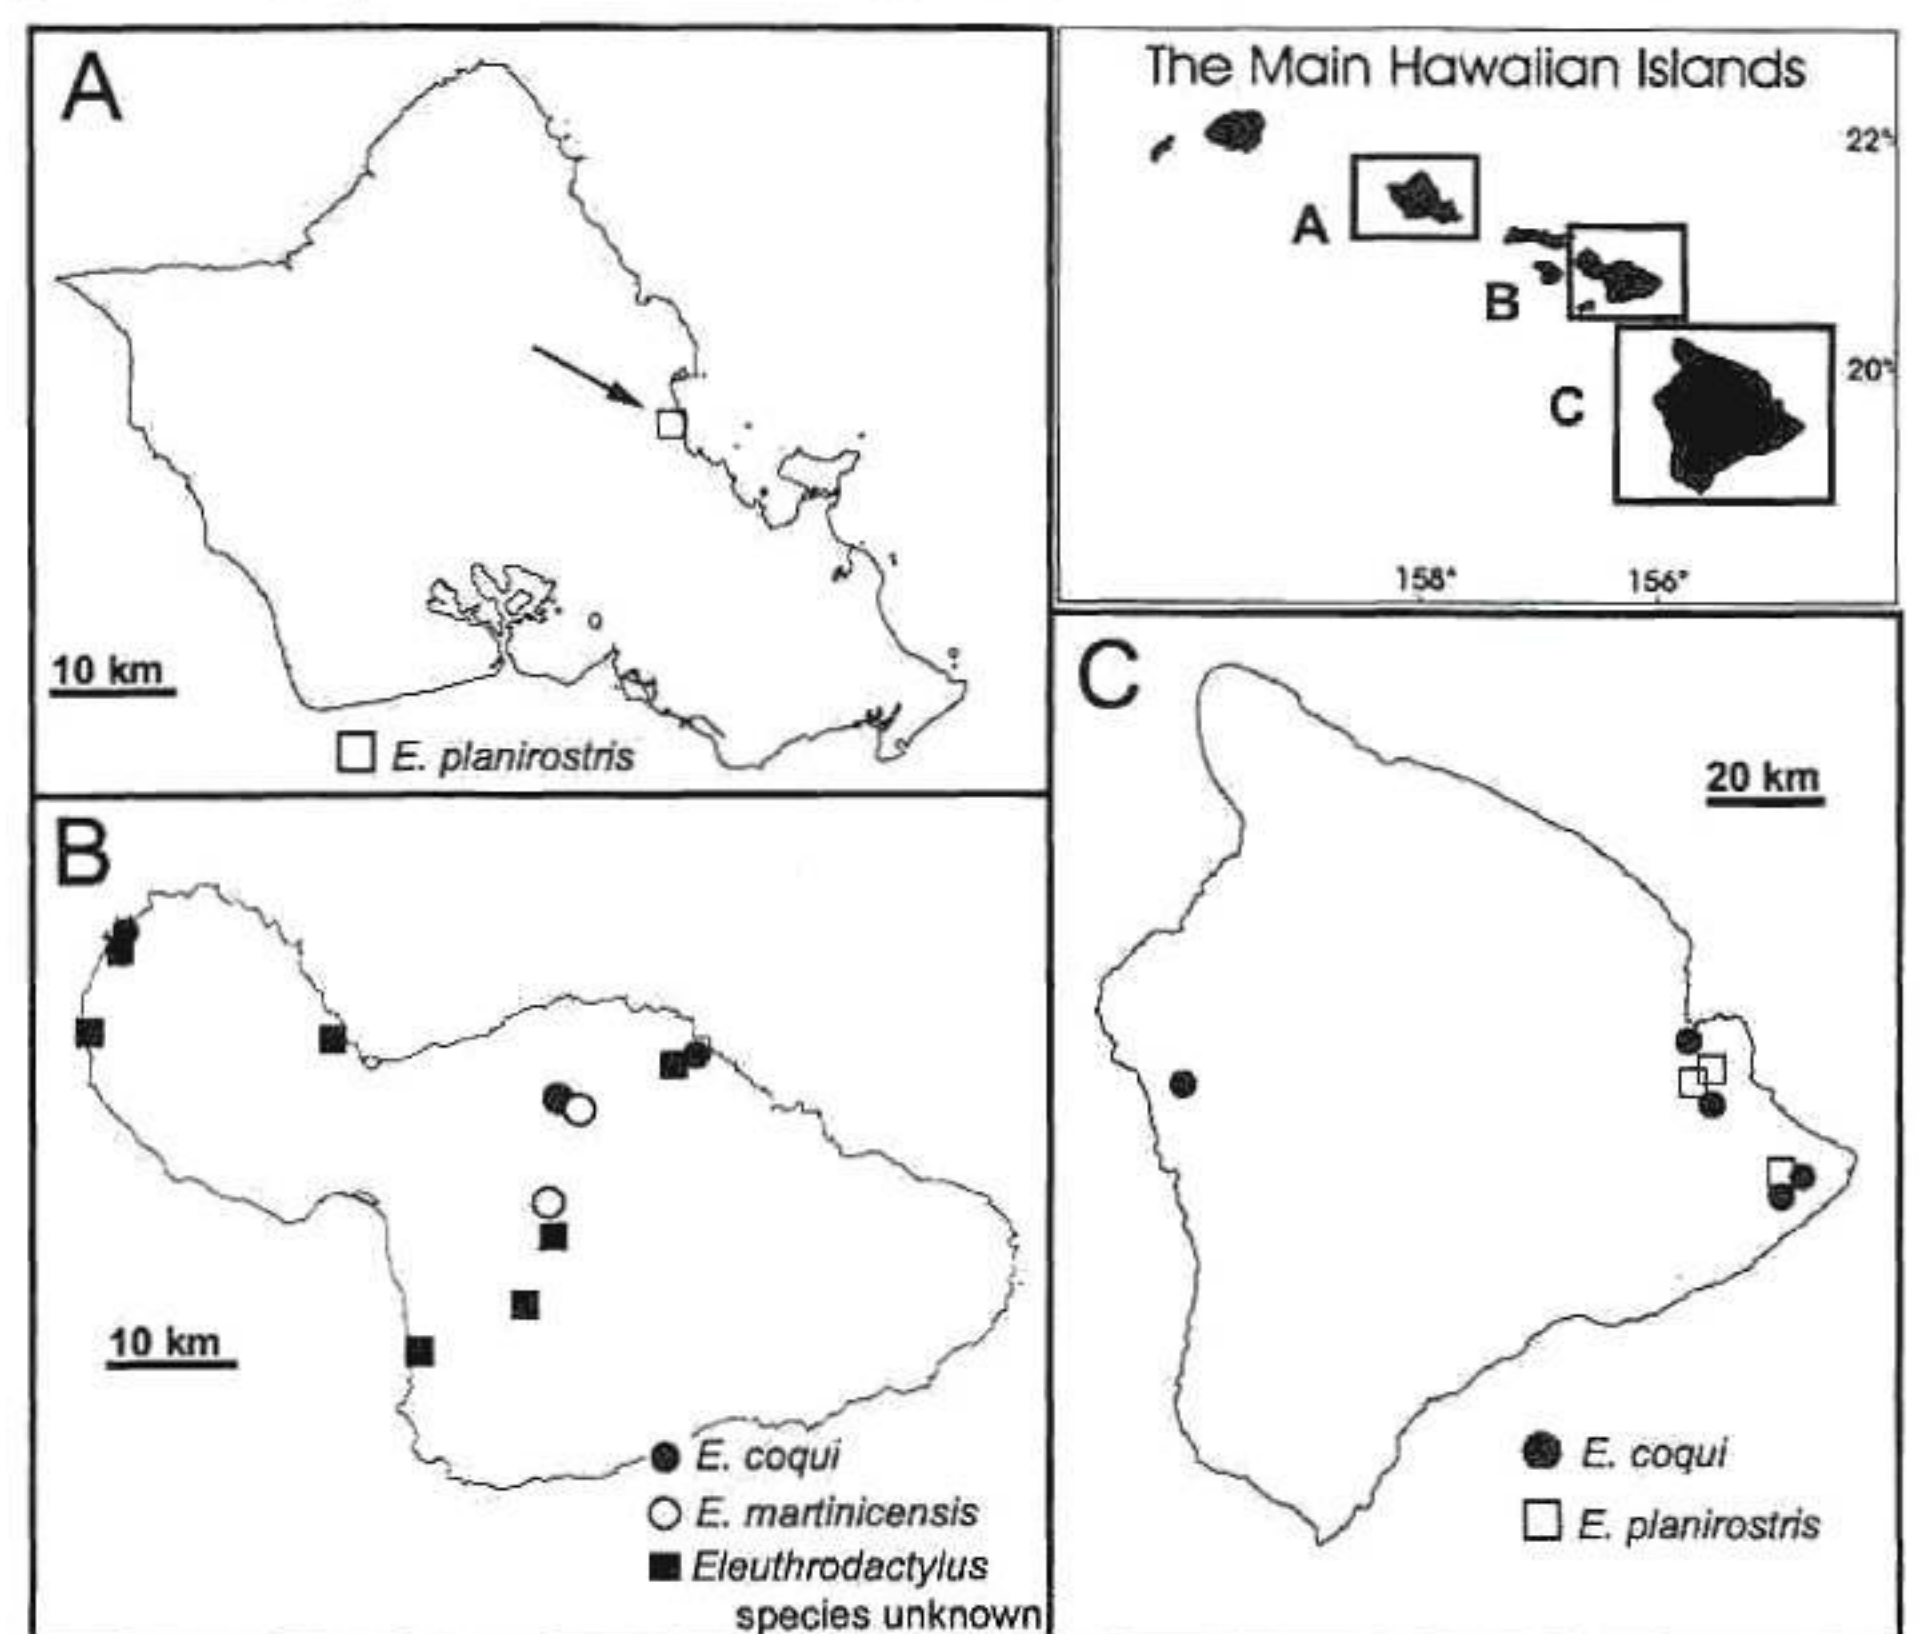 A
10 km
E. planirostris
The Main Hawaiian Islands
22°
A
B
20°
C
158°
156°
B
10 km
E. coqui
E. martinicensis
Eleuthrodactylus
species unknown
C
20 km
E. coqui
E. planirostris